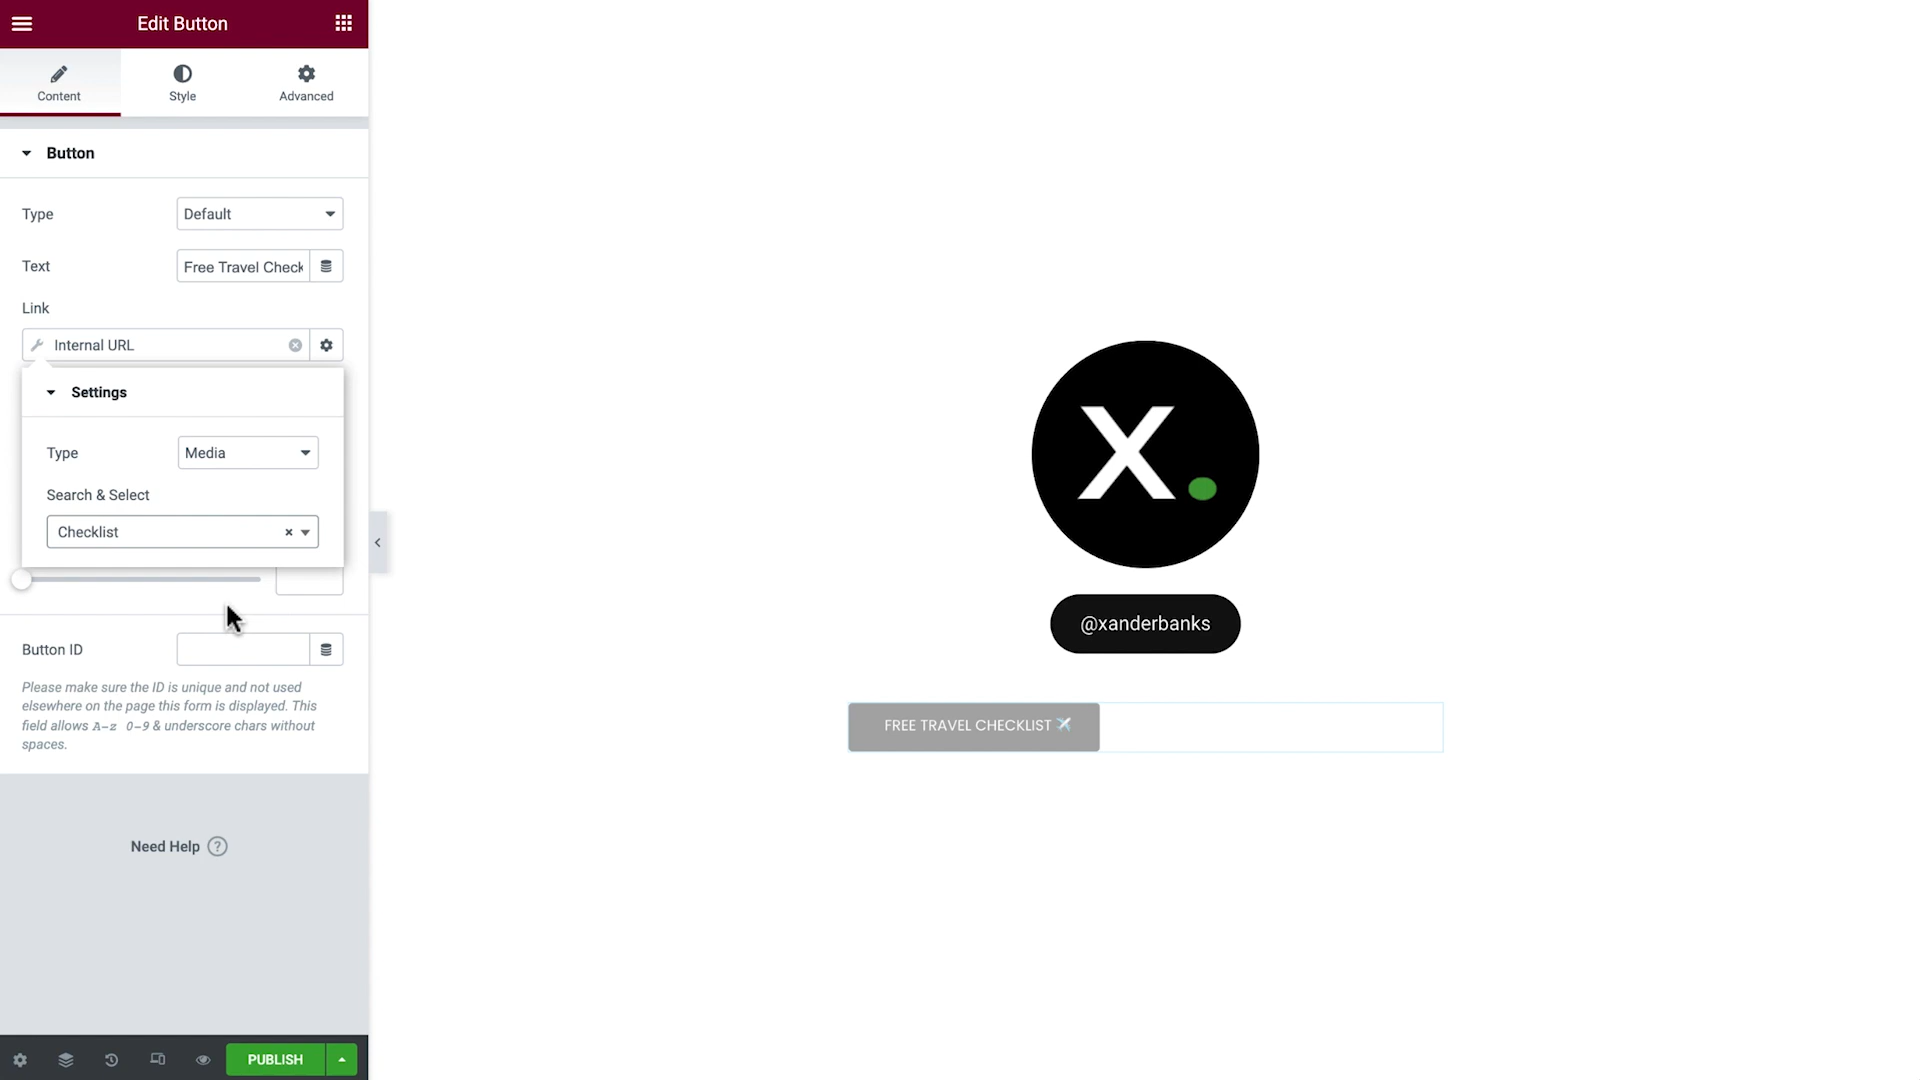 Edit Button
Content
Style
Advanced
Button
Type
Default
Text
Free Travel Check
Link
Internal URL
Settings
Type
Media
Search & Select
Checklist
Button ID
Please make sure the ID is unique and not used
elsewhere on the page this form is displayed. This
field allows A-z 0-9 & underscore chars without
spaces.
Need Help ?
PUBLISH
X.
@xanderbanks
FREE TRAVEL CHECKLIST ✈️